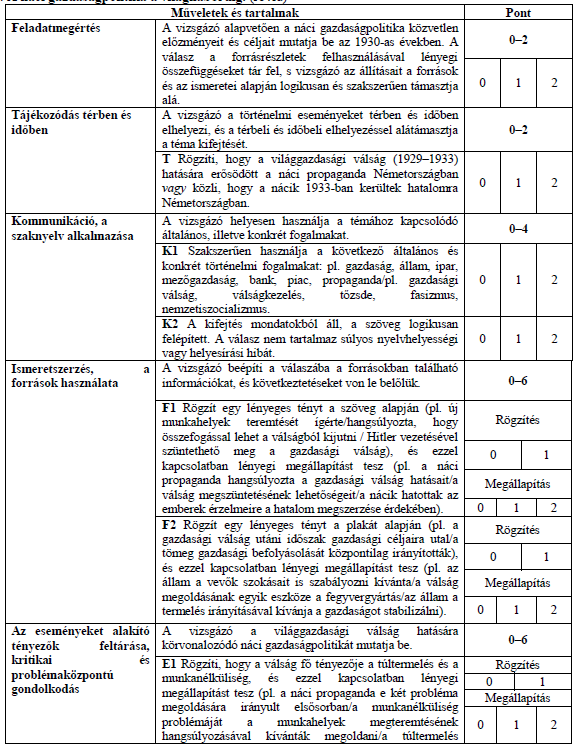 Műveletek és tartalmak Pont
Feladatmegértés
A vizsgázó alapvetően a náci gazdaságpolitika közvetlen
előzményeit és céljait mutatja be az 1930-as években. A
válasz a forrásrészletek felhasználásával lényegi
összefüggéseket tár fel, s vizsgázó az állításait a források
és az ismeretei alapján logikusan és szakszerűen támasztja
alá.
0–2
0 1 2
Tájékozódás térben és
időben
A vizsgázó a történelmi eseményeket térben és időben
elhelyezi, és a térbeli és időbeli elhelyezéssel alátámasztja
a téma kifejtését.
0–2
T Rögzíti, hogy a világgazdasági válság (1929–1933)
hatására erősödött a náci propaganda Németországban
vagy közli, hogy a nácik 1933-ban kerültek hatalomra
Németországban.
0 1 2
Kommunikáció, a
szaknyelv alkalmazása
A vizsgázó helyesen használja a témához kapcsolódó
általános, illetve konkrét fogalmakat.
0–4
K1 Szakszerűen használja a következő általános és
konkrét történelmi fogalmakat: pl. gazdaság, állam, ipar,
mezőgazdaság, bank, piac, propaganda/pl. gazdasági
válság, válságkezelés, tőzsde, fasizmus,
nemzetiszocializmus.
0 1 2
K2 A kifejtés mondatokból áll, a szöveg logikusan
felépített. A válasz nem tartalmaz súlyos nyelvhelyességi
vagy helyesírási hibát.
0 1 2
Ismeretszerzés, a
források használata
A vizsgázó beépíti a válaszába a forrásokban található
információkat, és következtetéseket von le belőlük.
0–6
F1 Rögzít egy lényeges tényt a szöveg alapján (pl. új
munkahelyek teremtését ígérte/hangsúlyozta, hogy
összefogással lehet a válságból kijutni / Hitler vezetésével
szüntethető meg a gazdasági válság), és ezzel
kapcsolatban lényegi megállapítást tesz (pl. a náci
propaganda hangsúlyozta a gazdasági válság hatásait/a
válság megszüntetésének lehetőségeit/a nácik hatottak az
emberek érzelmeire a hatalom megszerzése érdekében).
Rögzítés
0 1
Megállapítás
0 1 2
F2 Rögzít egy lényeges tényt a plakát alapján (pl. a
gazdasági válság utáni időszak gazdasági céljaira utal/a
tömeg gazdasági befolyásolását központilag irányították),
és ezzel kapcsolatban lényegi megállapítást tesz (pl. az
állam a vevők szokásait is szabályozni kívánta/a válság
megoldásának egyik eszköze a fegyvergyártás/az állam a
termelés irányításával kívánja a gazdaságot stabilizálni).
Rögzítés
0 1
Megállapítás
0 1 2
Az eseményeket alakító
tényezők feltárása,
kritikai és
problémaközpontú
gondolkodás
A vizsgázó a világgazdasági válság hatására
körvonalozódó náci gazdaságpolitikát mutatja be.
0–6
E1 Rögzíti, hogy a válság fő tényezője a túltermelés és a
munkanélküliség, és ezzel kapcsolatban lényegi
megállapítást tesz (pl. a náci propaganda e két probléma
megoldására irányult elsősorban/a munkanélküliség
problémáját a munkahelyek megteremtésének
hangsúlyozásával kívánták megoldani/a túltermelés
Rögzítés
0 1
Megállapítás
0 1 2